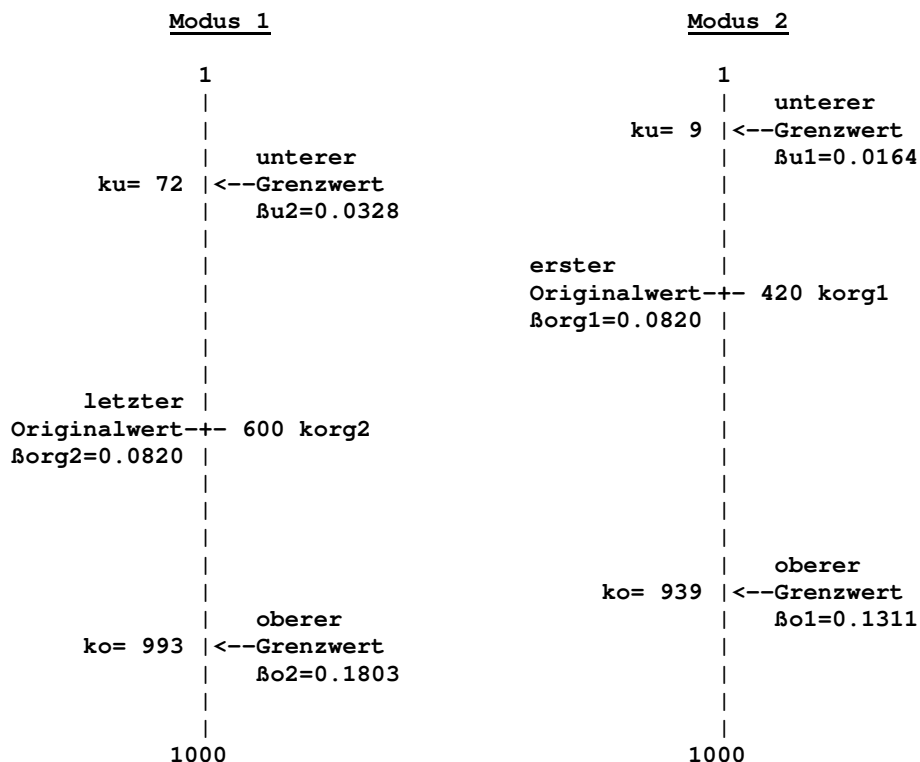 Modus 1    Modus 2
1    1
|    |    unterer
|    ku= 9 |<--Grenzwert
unterer    |    ßu1=0.0164
ku= 72 |<--Grenzwert    |
|    ßu2=0.0328    |
|    |
|    erster    |
|    Originalwert-+- 420 korg1
|    ßorg1=0.0820 |
|    |
|    |
letzter |    |
Originalwert-+- 600 korg2    |
ßorg2=0.0820 |    |
|    |
|    |
|    |
|    |    oberer
|    ko= 939 |<--Grenzwert
|    oberer    |    ßo1=0.1311
ko= 993 |<--Grenzwert    |
|    ßo2=0.1803    |
|    |
|    |
1000    1000